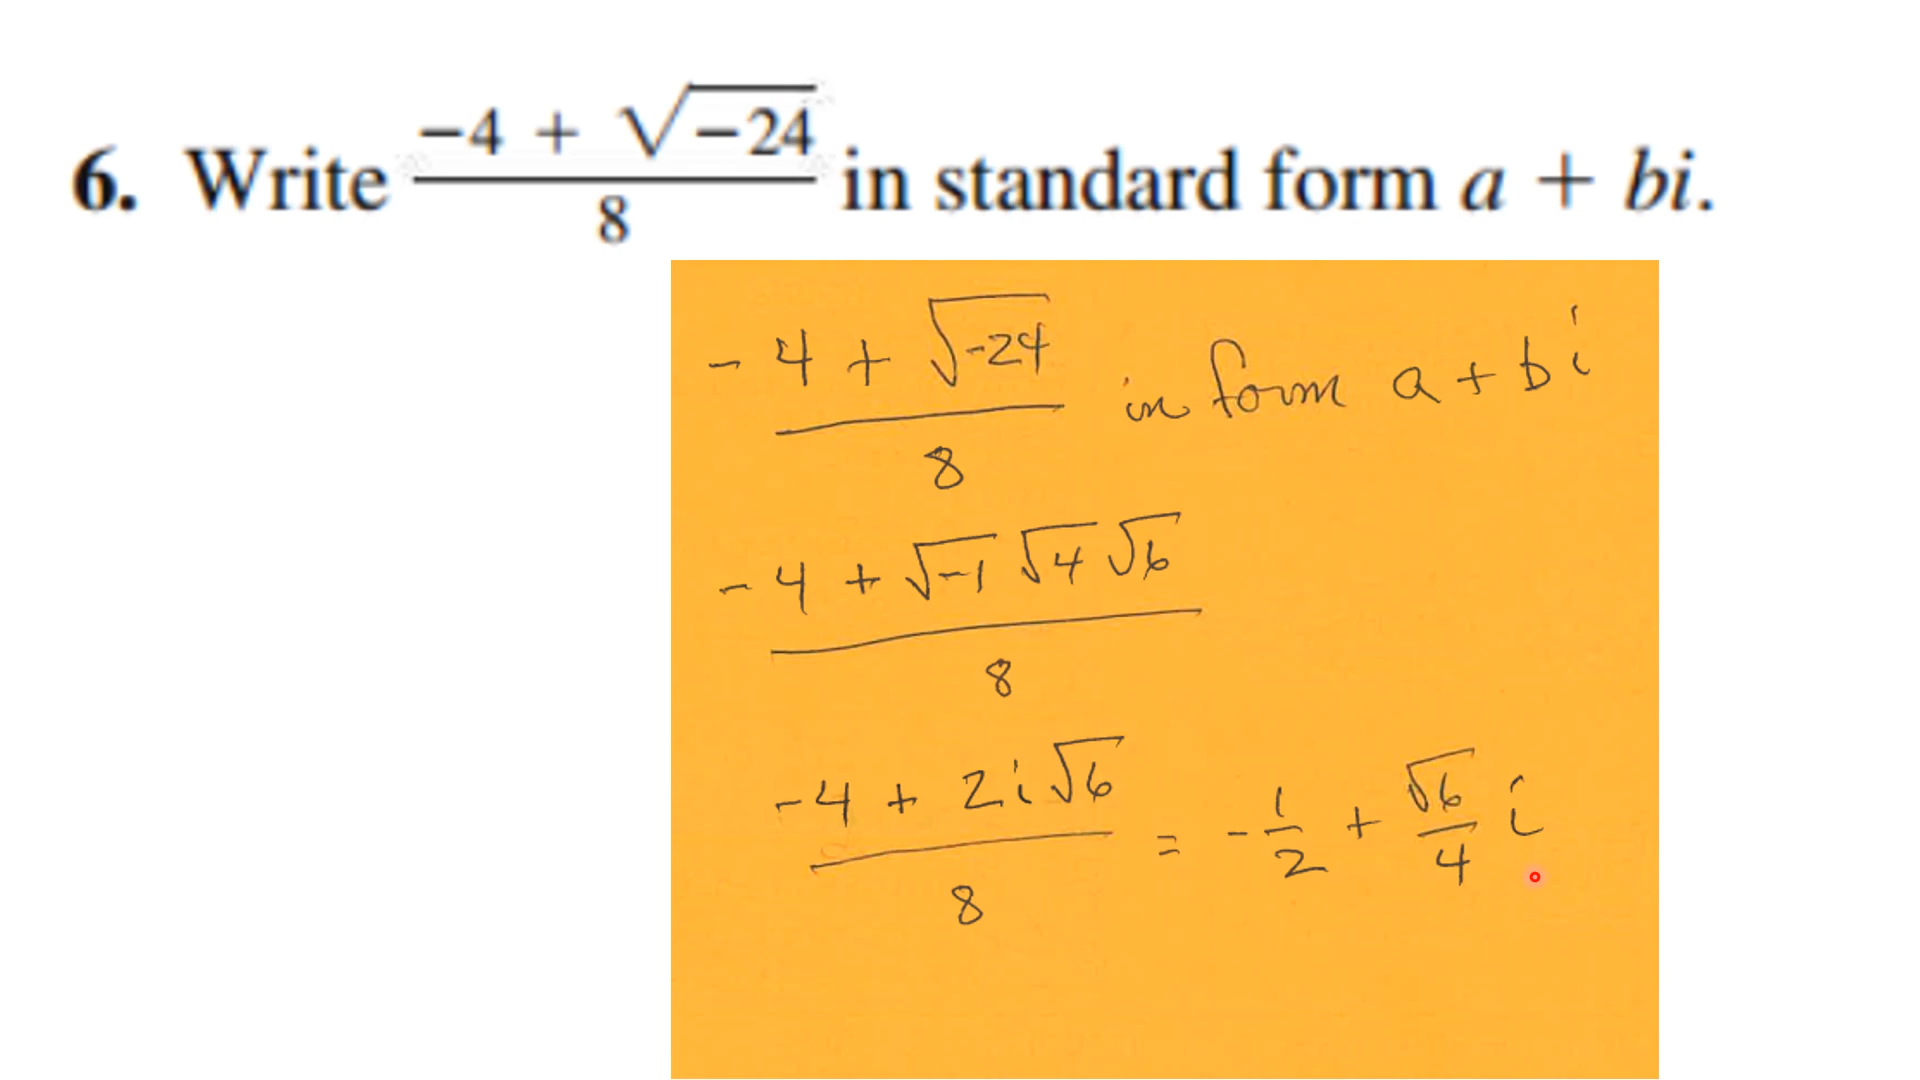 6. Write (-4 + √-24)/8 in standard form a + bi.
(-4 + √-24)/8 in form a + bi
(-4 + √-1 √4 √6)/8
(-4 + 2i√6)/8 = -1/2 + √6/4 i